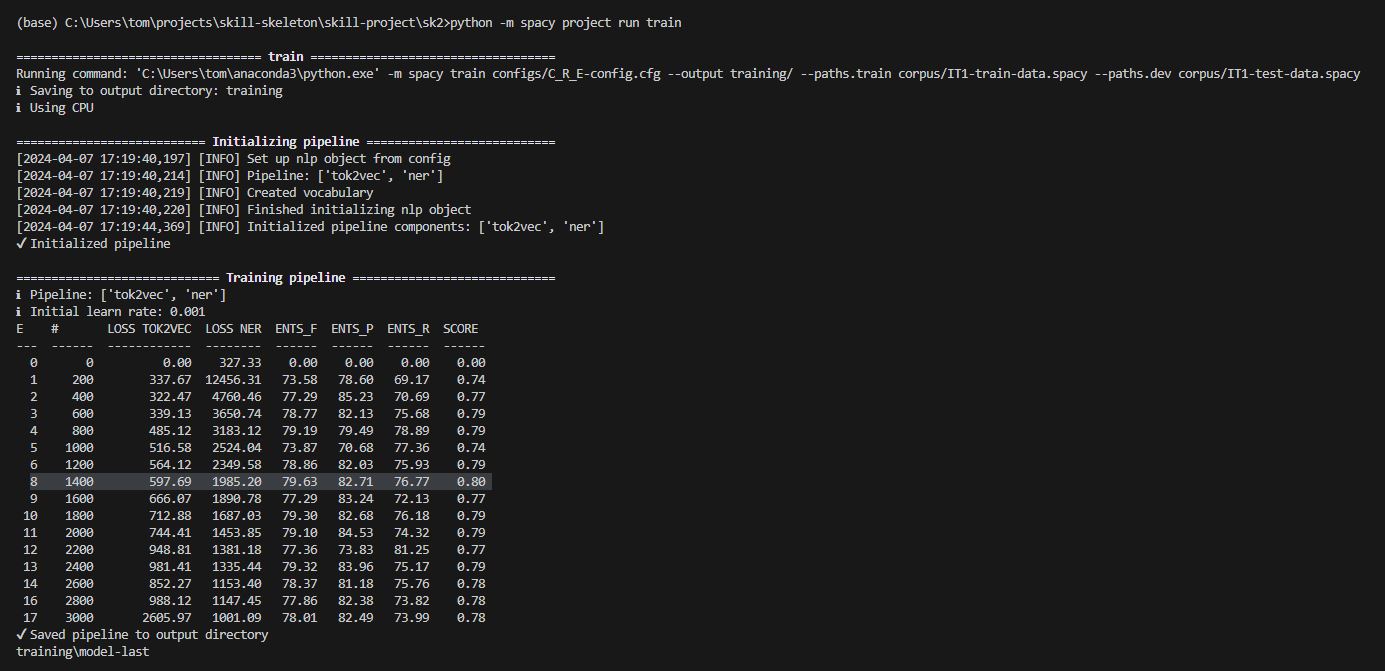 (base) C:\Users\tom\projects\skill-skeleton\skill-project\sk2>python -m spacy project run train
=================================== train ===================================
Running command: 'C:\Users\tom\anaconda3\python.exe' -m spacy train configs/C_R_E-config.cfg --output training/ --paths.train corpus/IT1-train-data.spacy --paths.dev corpus/IT1-test-data.spacy
ℹ Saving to output directory: training
ℹ Using CPU
=========================== Initializing pipeline ===========================
[2024-04-07 17:19:40,197] [INFO] Set up nlp object from config
[2024-04-07 17:19:40,214] [INFO] Pipeline: ['tok2vec', 'ner']
[2024-04-07 17:19:40,219] [INFO] Created vocabulary
[2024-04-07 17:19:40,220] [INFO] Finished initializing nlp object
[2024-04-07 17:19:44,369] [INFO] Initialized pipeline components: ['tok2vec', 'ner']
✔ Initialized pipeline
============================= Training pipeline =============================
ℹ Pipeline: ['tok2vec', 'ner']
ℹ Initial learn rate: 0.001
E    #       LOSS TOK2VEC  LOSS NER  ENTS_F  ENTS_P  ENTS_R  SCORE
---  ------  ------------  --------  ------  ------  ------  ------
  0       0          0.00    327.33    0.00    0.00    0.00    0.00
  1     200        337.67  12456.31   73.58   78.60   69.17    0.74
  2     400        322.47   4760.46   77.29   85.23   70.69    0.77
  3     600        339.13   3650.74   78.77   82.13   75.68    0.79
  4     800        485.12   3183.12   79.19   79.49   78.89    0.79
  5    1000        516.58   2524.04   73.87   70.68   77.36    0.74
  6    1200        564.12   2349.58   78.86   82.03   75.93    0.79
  8    1400        597.69   1985.20   79.63   82.71   76.77    0.80
  9    1600        666.07   1890.78   77.29   83.24   72.13    0.77
 10    1800        712.88   1687.03   79.30   82.68   76.18    0.79
 11    2000        744.41   1453.85   79.10   84.53   74.32    0.79
 12    2200        948.81   1381.18   77.36   73.83   81.25    0.77
 13    2400        981.41   1335.44   79.32   83.96   75.17    0.79
 14    2600        852.27   1153.40   78.37   81.18   75.76    0.78
 16    2800        988.12   1147.45   77.86   82.38   73.82    0.78
 17    3000       2605.97   1001.09   78.01   82.49   73.99    0.78
✔ Saved pipeline to output directory
training\model-last